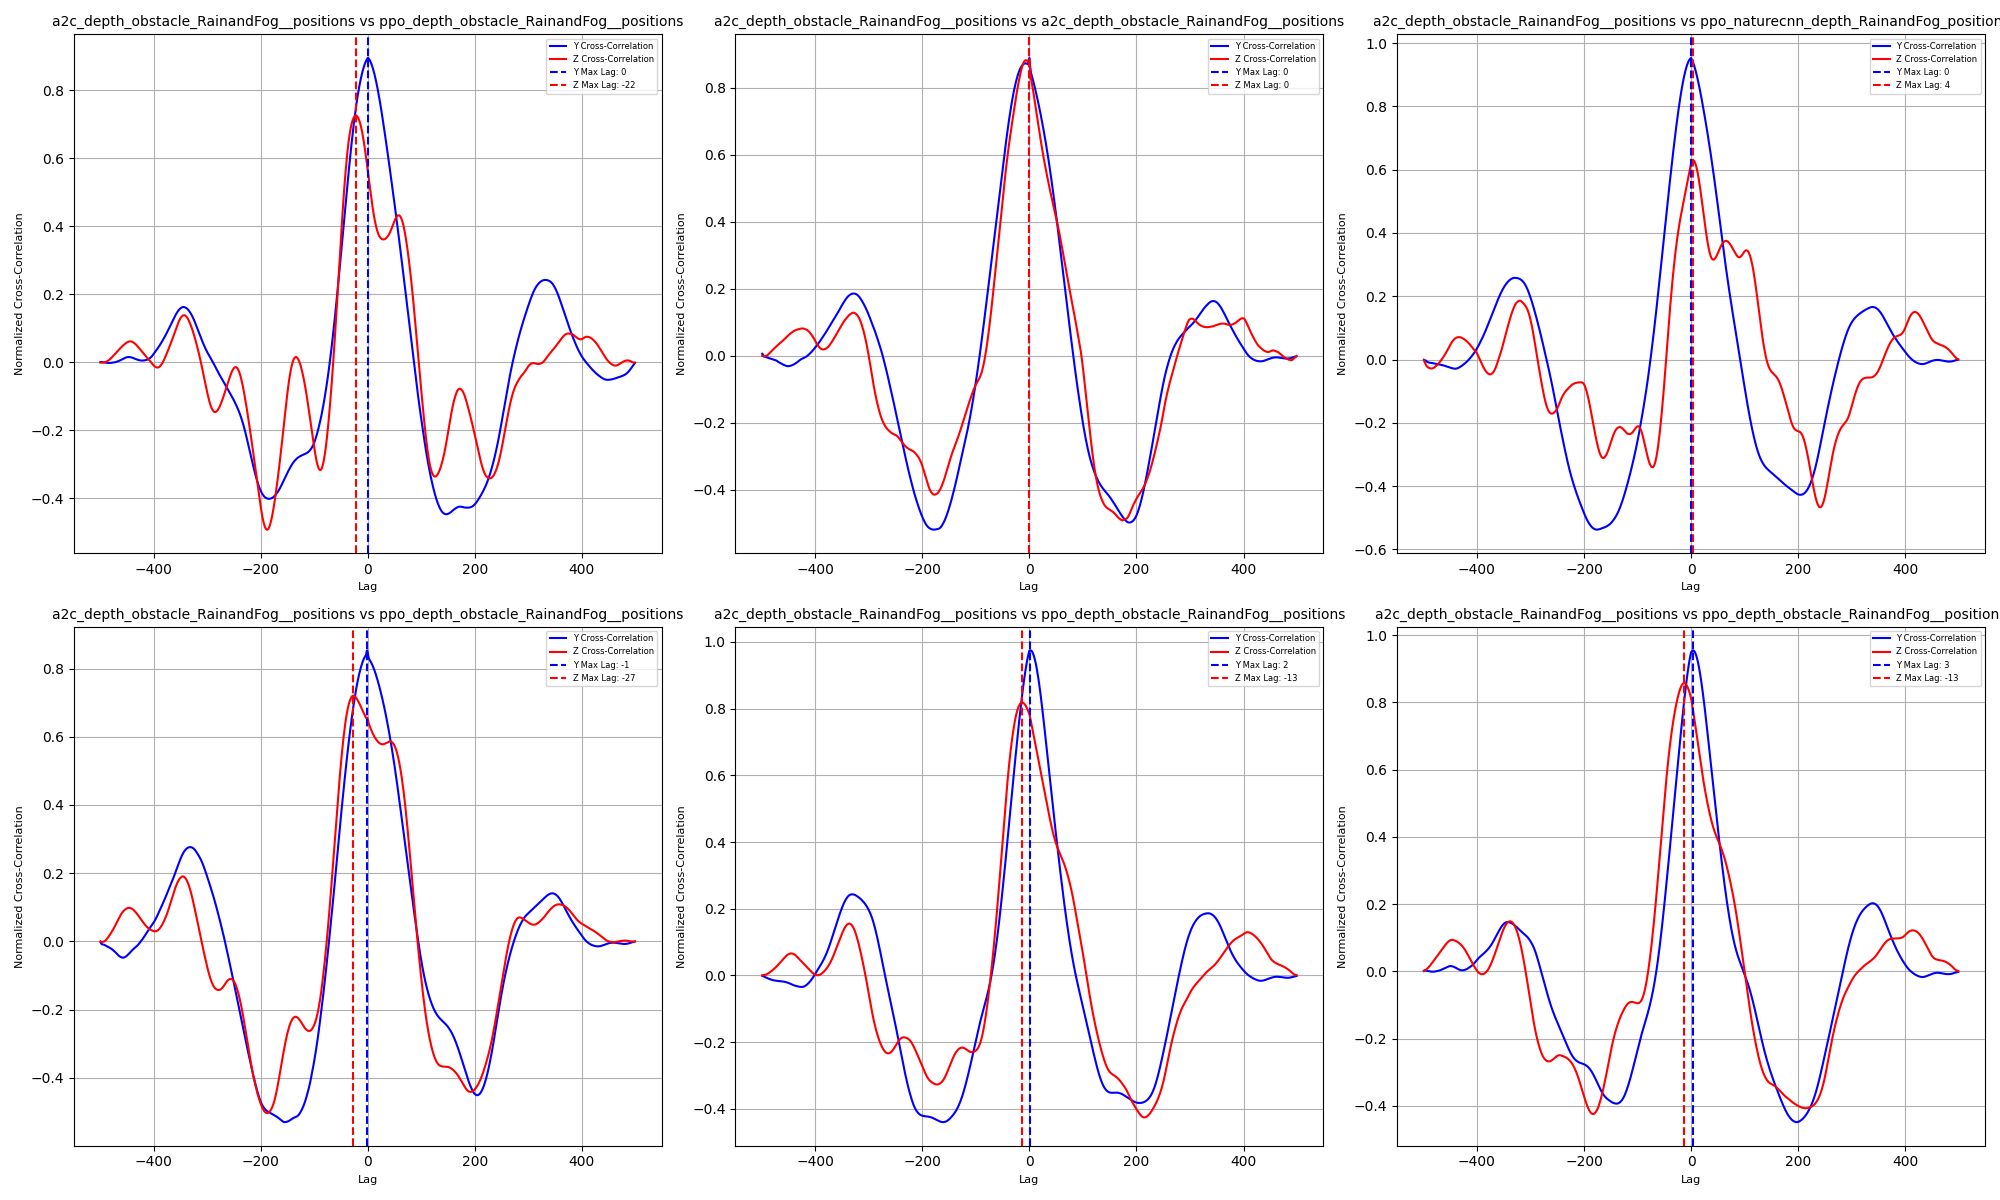 a2c_depth_obstacle_RainandFog__positions vs ppo_depth_obstacle_RainandFog__positions
Y Cross-Correlation
Z Cross-Correlation
Y Max Lag: 0
Z Max Lag: -22
Normalized Cross-Correlation
0.8
0.6
0.4
0.2
0.0
−0.2
−0.4
−400 −200 0 200 400
Lag
a2c_depth_obstacle_RainandFog__positions vs a2c_depth_obstacle_RainandFog__positions
Y Cross-Correlation
Z Cross-Correlation
Y Max Lag: 0
Z Max Lag: 0
Normalized Cross-Correlation
0.8
0.6
0.4
0.2
0.0
−0.2
−0.4
−400 −200 0 200 400
Lag
a2c_depth_obstacle_RainandFog__positions vs ppo_naturecnn_depth_RainandFog_position
Y Cross-Correlation
Z Cross-Correlation
Y Max Lag: 0
Z Max Lag: 4
Normalized Cross-Correlation
1.0
0.8
0.6
0.4
0.2
0.0
−0.2
−0.4
−0.6
−400 −200 0 200 400
Lag
a2c_depth_obstacle_RainandFog__positions vs ppo_depth_obstacle_RainandFog__positions
Y Cross-Correlation
Z Cross-Correlation
Y Max Lag: -1
Z Max Lag: -27
Normalized Cross-Correlation
0.8
0.6
0.4
0.2
0.0
−0.2
−0.4
−400 −200 0 200 400
Lag
a2c_depth_obstacle_RainandFog__positions vs ppo_depth_obstacle_RainandFog__positions
Y Cross-Correlation
Z Cross-Correlation
Y Max Lag: 2
Z Max Lag: -13
Normalized Cross-Correlation
1.0
0.8
0.6
0.4
0.2
0.0
−0.2
−0.4
−400 −200 0 200 400
Lag
a2c_depth_obstacle_RainandFog__positions vs ppo_depth_obstacle_RainandFog__position
Y Cross-Correlation
Z Cross-Correlation
Y Max Lag: 3
Z Max Lag: -13
Normalized Cross-Correlation
1.0
0.8
0.6
0.4
0.2
0.0
−0.2
−0.4
−400 −200 0 200 400
Lag